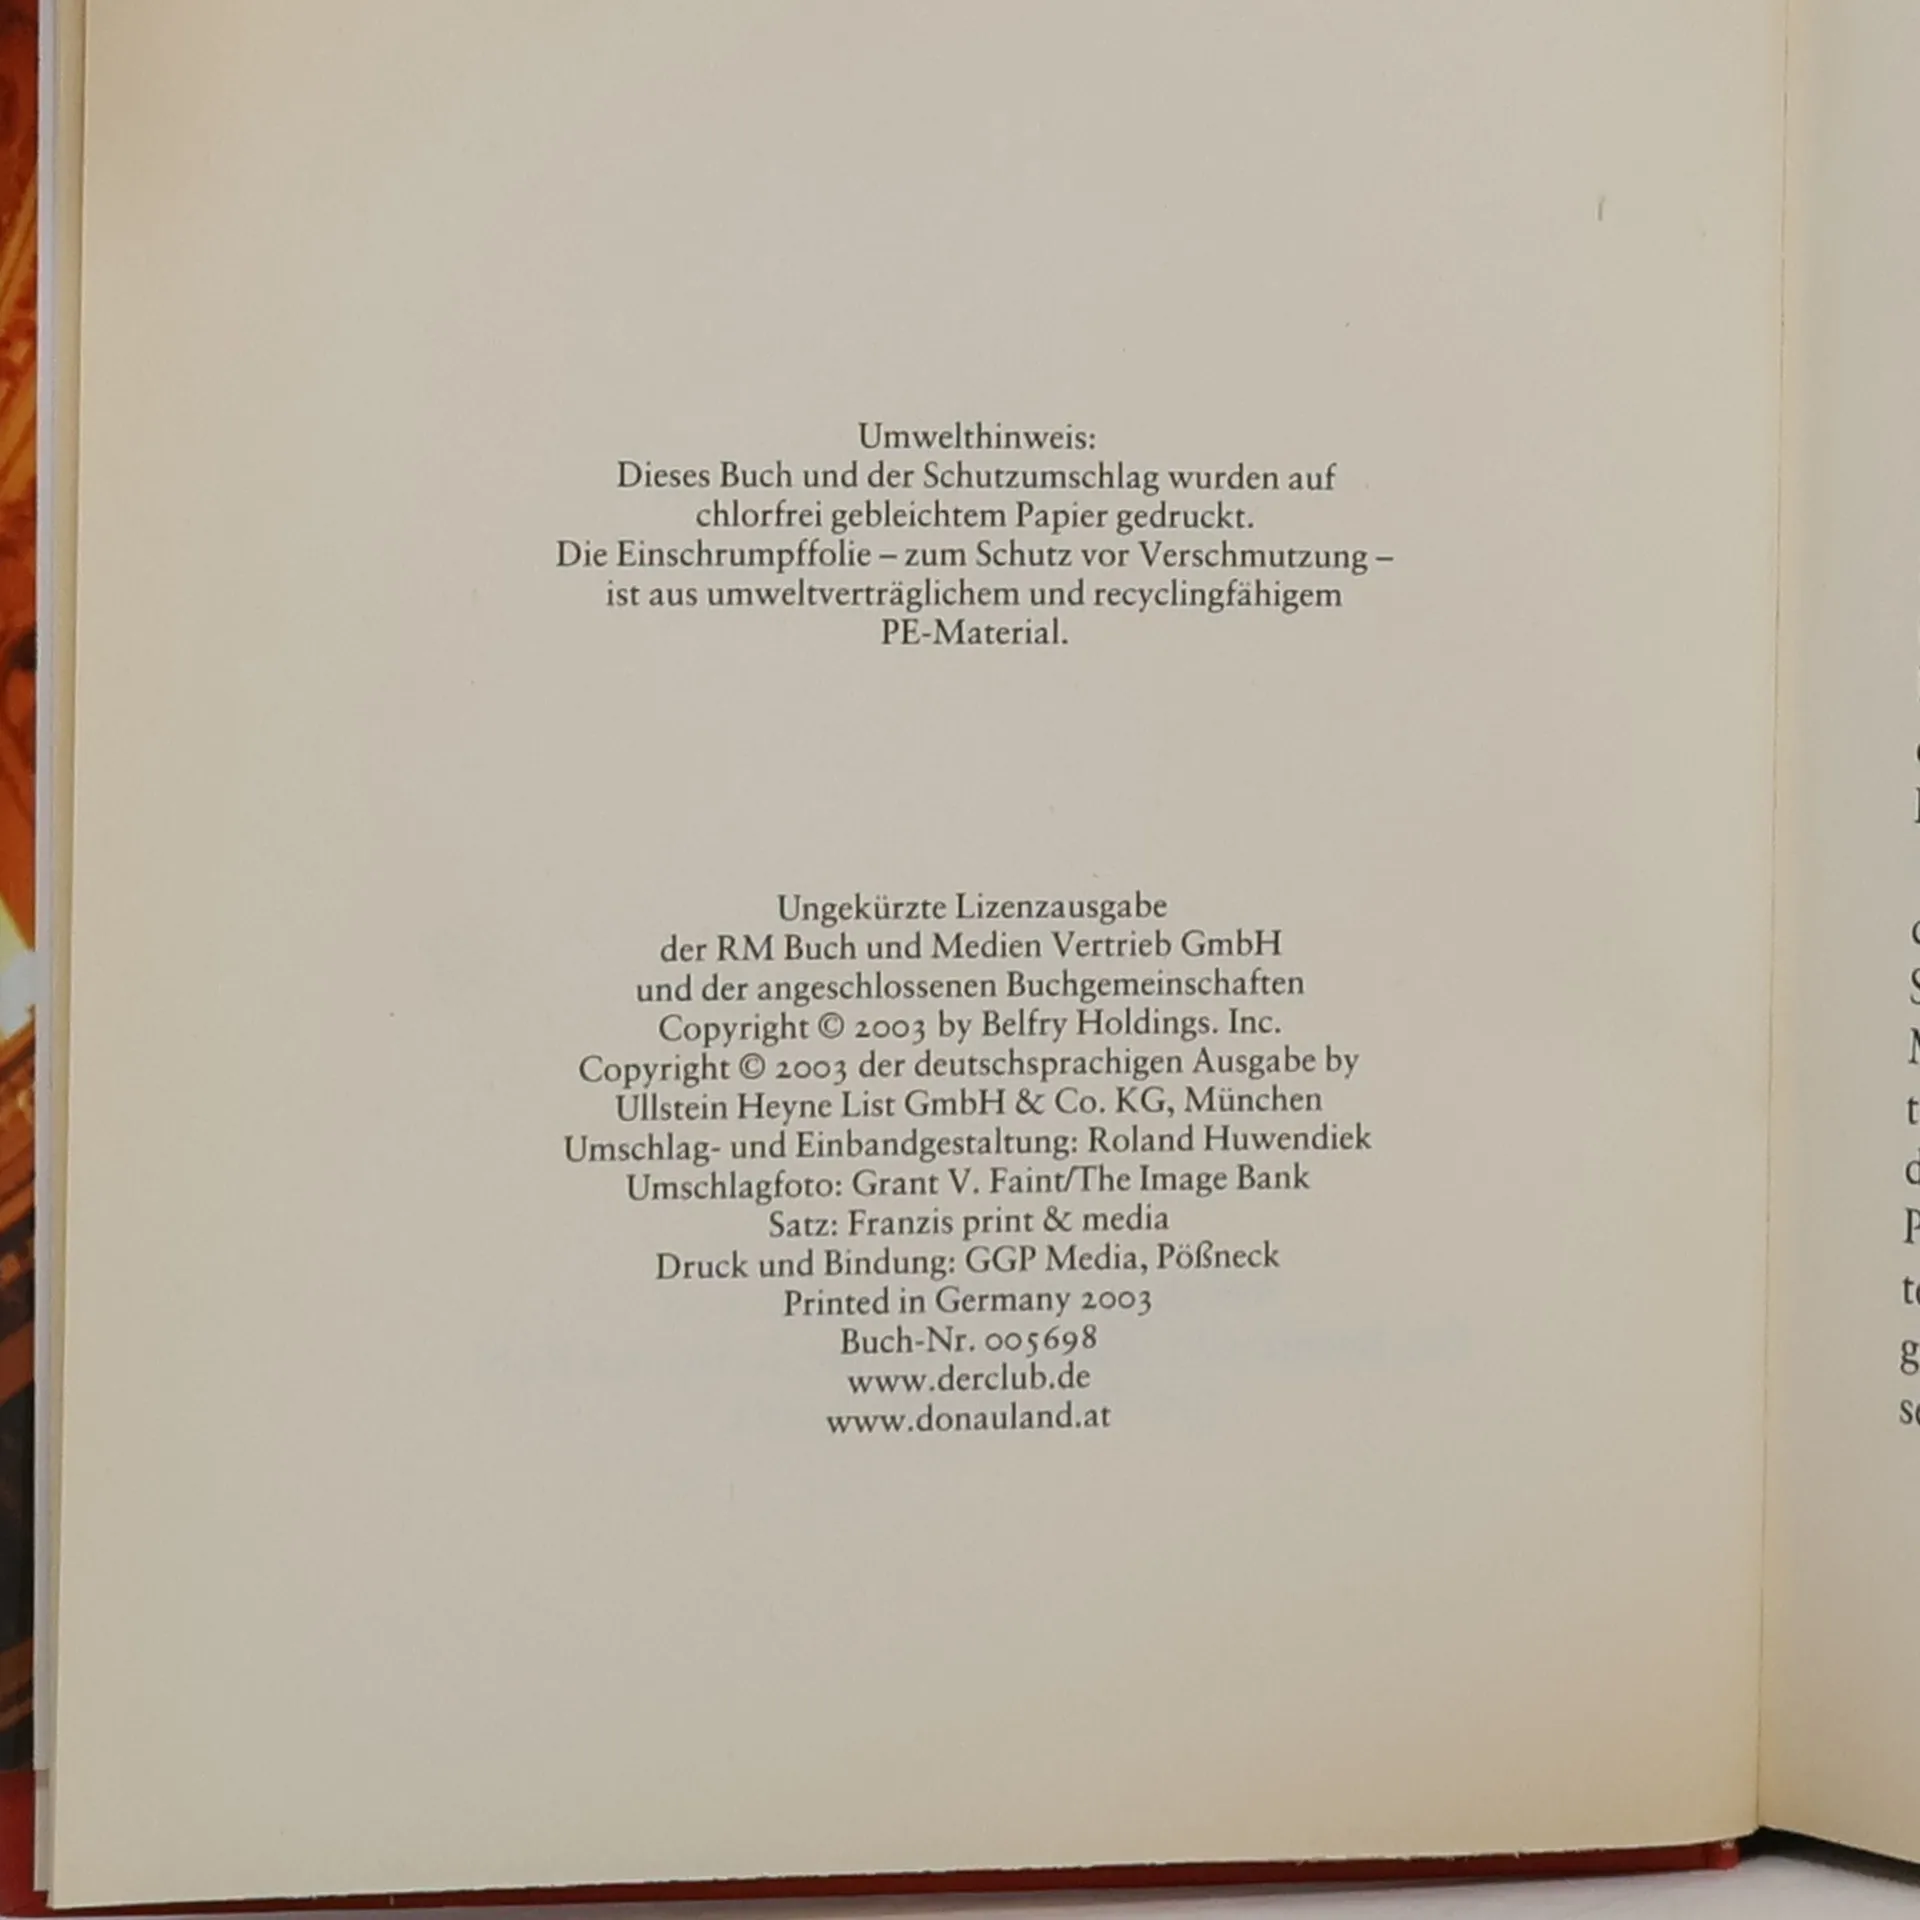 Umwelthinweis:
Dieses Buch und der Schutzumschlag wurden auf
chlorfrei gebleichtem Papier gedruckt.
Die Einschrumpffolie – zum Schutz vor Verschmutzung –
ist aus umweltverträglichem und recyclingfähigem
PE-Material.
Ungekürzte Lizenzausgabe
der RM Buch und Medien Vertrieb GmbH
und der angeschlossenen Buchgemeinschaften
Copyright © 2003 by Belfry Holdings. Inc.
Copyright © 2003 der deutschsprachigen Ausgabe by
Ullstein Heyne List GmbH & Co. KG, München
Umschlag- und Einbandgestaltung: Roland Huwendiek
Umschlagfoto: Grant V. Faint/The Image Bank
Satz: Franzis print & media
Druck und Bindung: GGP Media, Pößneck
Printed in Germany 2003
Buch-Nr. 005698
www.derclub.de
www.donauland.at